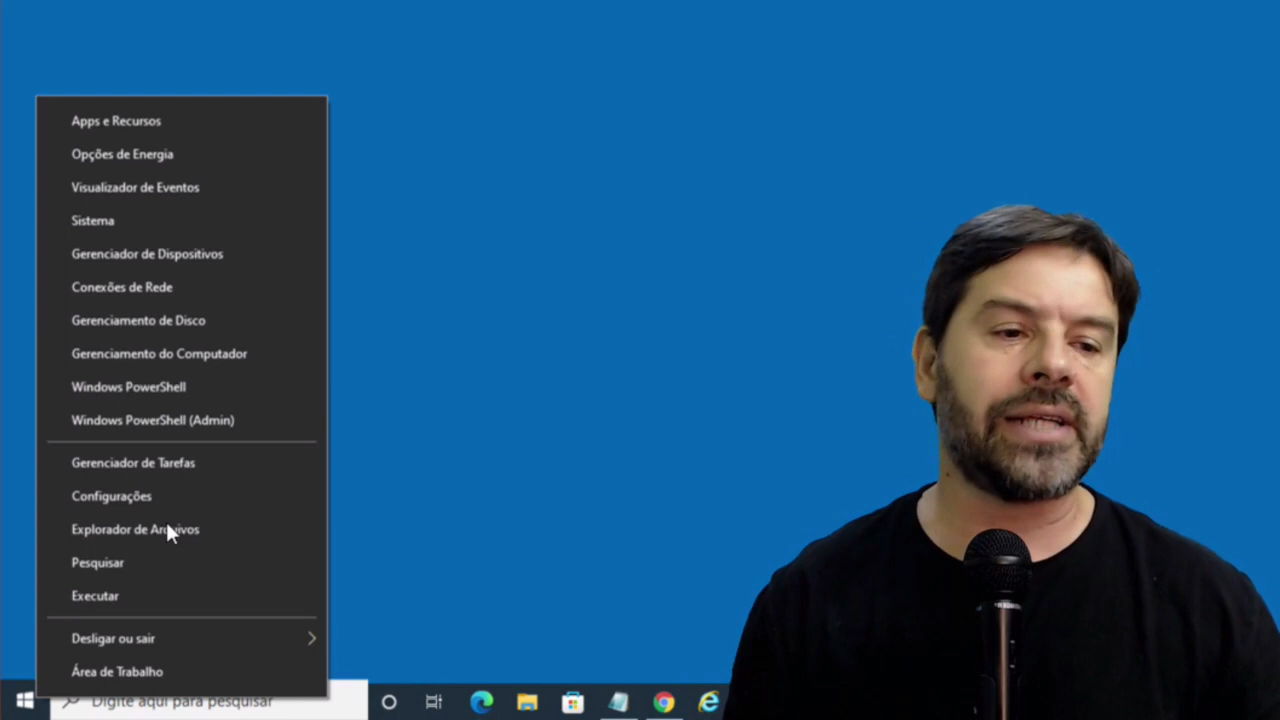 Apps e Recursos
Opções de Energia
Visualizador de Eventos
Sistema
Gerenciador de Dispositivos
Conexões de Rede
Gerenciamento de Disco
Gerenciamento do Computador
Windows PowerShell
Windows PowerShell (Admin)
Gerenciador de Tarefas
Configurações
Explorador de Arquivos
Pesquisar
Executar
Desligar ou sair
Área de Trabalho
Digite aqui para pesquisar